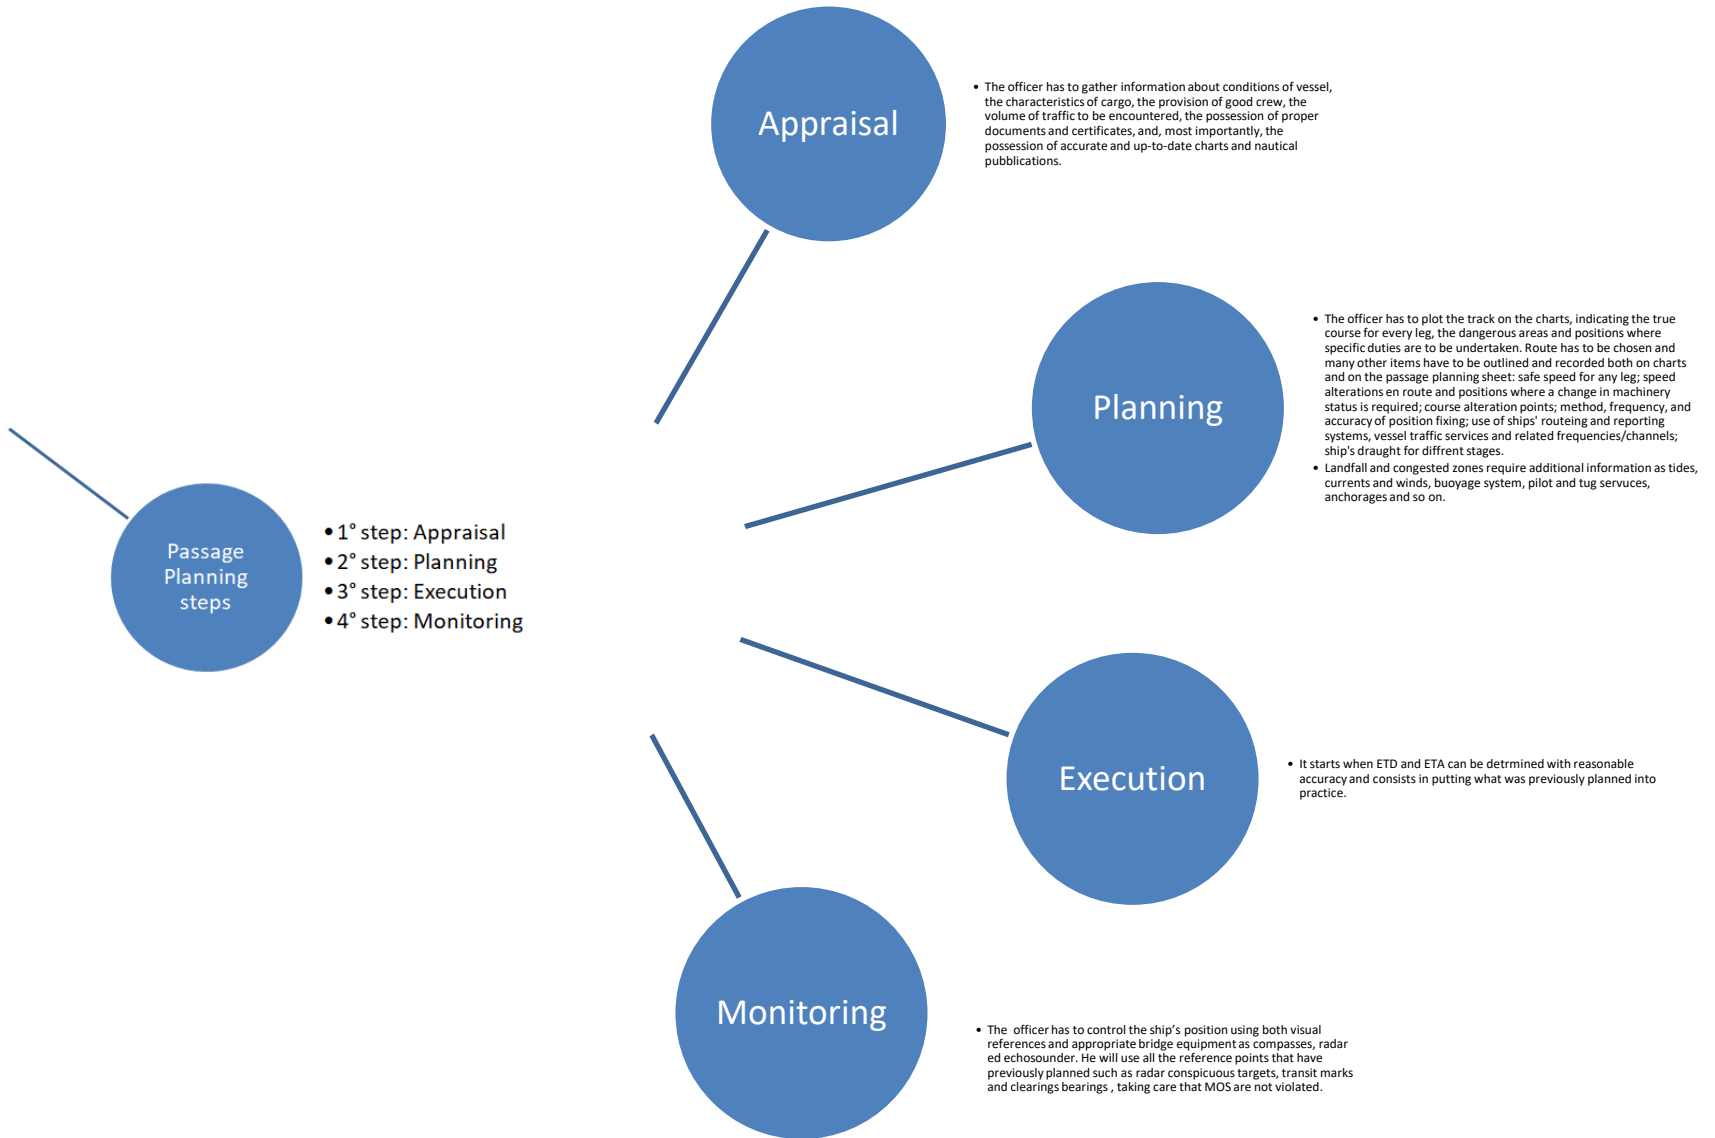 Appraisal
• The officer has to gather information about conditions of vessel,
the characteristics of cargo, the provision of good crew, the
volume of traffic to be encountered, the possession of proper
documents and certificates, and, most importantly, the
possession of accurate and up-to-date charts and nautical
pubblications.
Planning
• The officer has to plot the track on the charts, indicating the true
course for every leg, the dangerous areas and positions where
specific duties are to be undertaken. Route has to be chosen and
many other items have to be outlined and recorded both on charts
and on the passage planning sheet: safe speed for any leg; speed
alterations en route and positions where a change in machinery
status is required; course alteration points; method, frequency, and
accuracy of position fixing; use of ships' routeing and reporting
systems, vessel traffic services and related frequencies/channels;
ship's draught for diffrent stages.
• Landfall and congested zones require additional information as tides,
currents and winds, buoyage system, pilot and tug servuces,
anchorages and so on.
Passage
Planning
steps
• 1° step: Appraisal
• 2° step: Planning
• 3° step: Execution
• 4° step: Monitoring
Execution
• It starts when ETD and ETA can be detrmined with reasonable
accuracy and consists in putting what was previously planned into
practice.
Monitoring
• The officer has to control the ship’s position using both visual
references and appropriate bridge equipment as compasses, radar
ed echosounder. He will use all the reference points that have
previously planned such as radar conspicuous targets, transit marks
and clearings bearings , taking care that MOS are not violated.